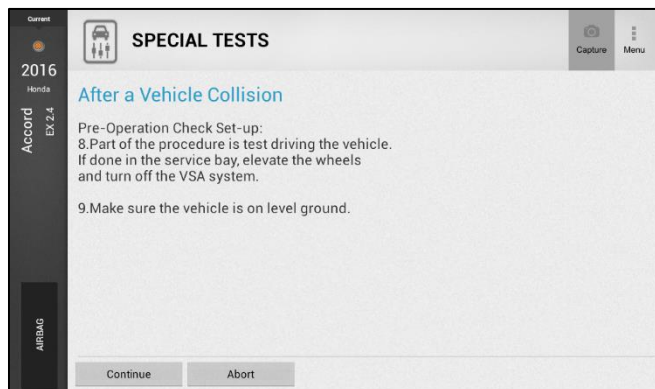 Current
2016
Honda
Accord
EX 2.4
AIRBAG
SPECIAL TESTS
Capture
Menu
After a Vehicle Collision
Pre-Operation Check Set-up:
8.Part of the procedure is test driving the vehicle.
If done in the service bay, elevate the wheels
and turn off the VSA system.
9.Make sure the vehicle is on level ground.
Continue
Abort